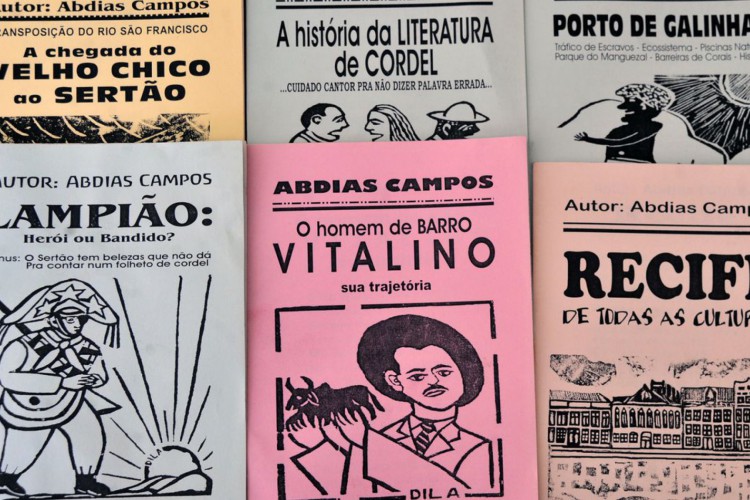 Autor: Abdias Campos
TRANSPOSIÇÃO DO RIO SÃO FRANCISCO
A chegada do
VELHO CHICO
ao SERTÃO
A história da LITERATURA
de CORDEL
...CUIDADO CANTOR PRA NÃO DIZER PALAVRA ERRADA...
PORTO DE GALINHA
Tráfico de Escravos - Ecossistema - Piscinas Nat
Parque do Manguezal - Barreiras de Corais - His
AUTOR: ABDIAS CAMPOS
LAMPIÃO:
Herói ou Bandido?
nus: O Sertão tem belezas que não dá
Pra contar num folheto de cordel
DILA
ABDIAS CAMPOS
O homem de BARRO
VITALINO
sua trajetória
DILA
Autor: Abdias Camp
RECIFE
DE TODAS AS CULTUR